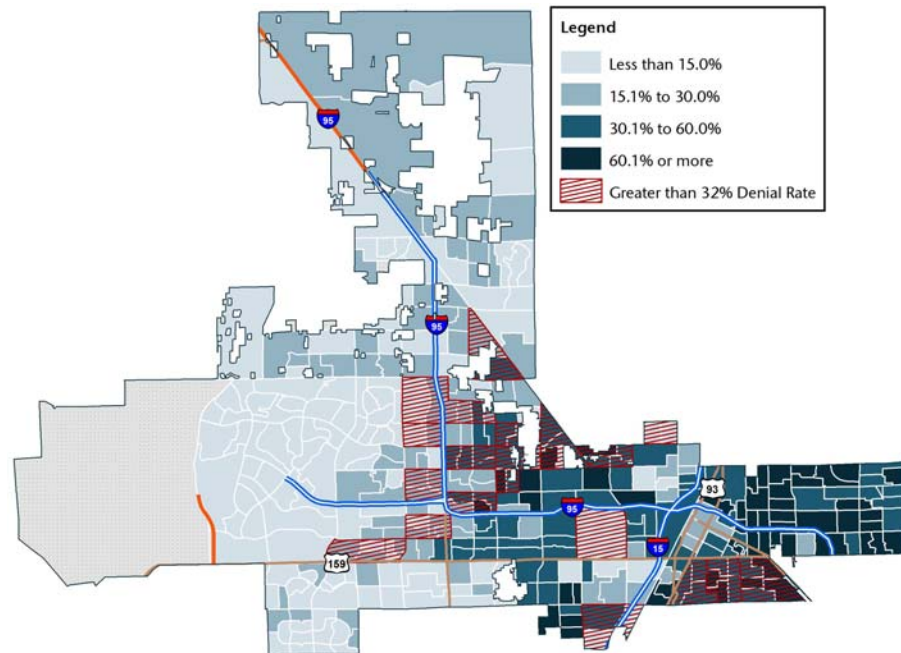 Legend
Less than 15.0%
15.1% to 30.0%
30.1% to 60.0%
60.1% or more
Greater than 32% Denial Rate
95
95
93
95
15
159